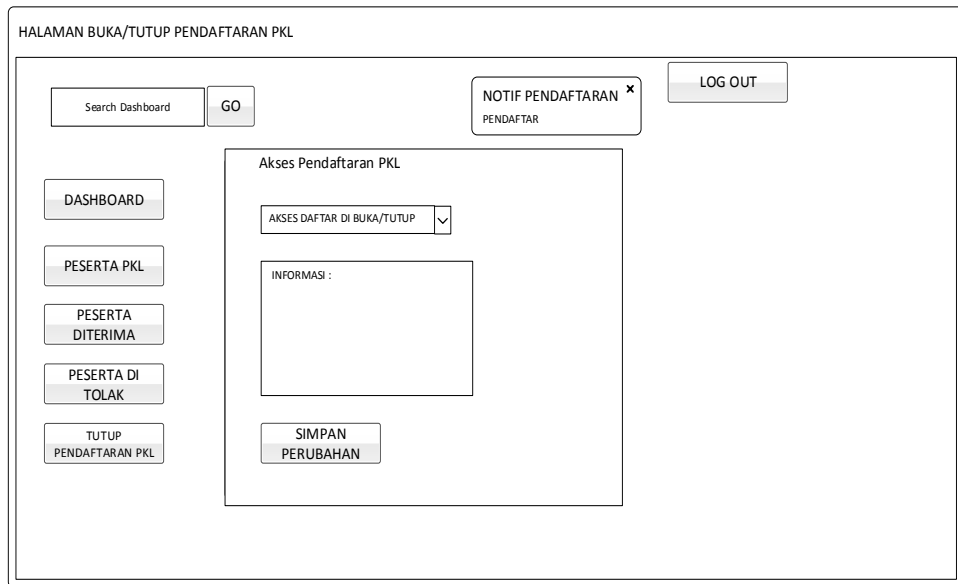 HALAMAN BUKA/TUTUP PENDAFTARAN PKL
Search Dashboard
GO
NOTIF PENDAFTARAN
PENDAFTAR
LOG OUT
DASHBOARD
PESERTA PKL
PESERTA
DITERIMA
PESERTA DI
TOLAK
TUTUP
PENDAFTARAN PKL
Akses Pendaftaran PKL
AKSES DAFTAR DI BUKA/TUTUP
INFORMASI :
SIMPAN
PERUBAHAN